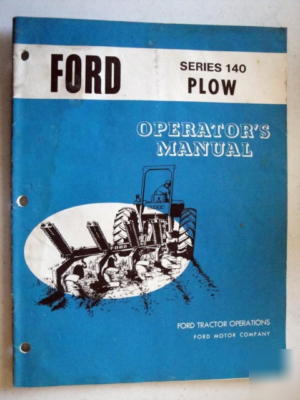 FORD
SERIES 140
PLOW
OPERATOR'S
MANUAL
FORD TRACTOR OPERATIONS
FORD MOTOR COMPANY